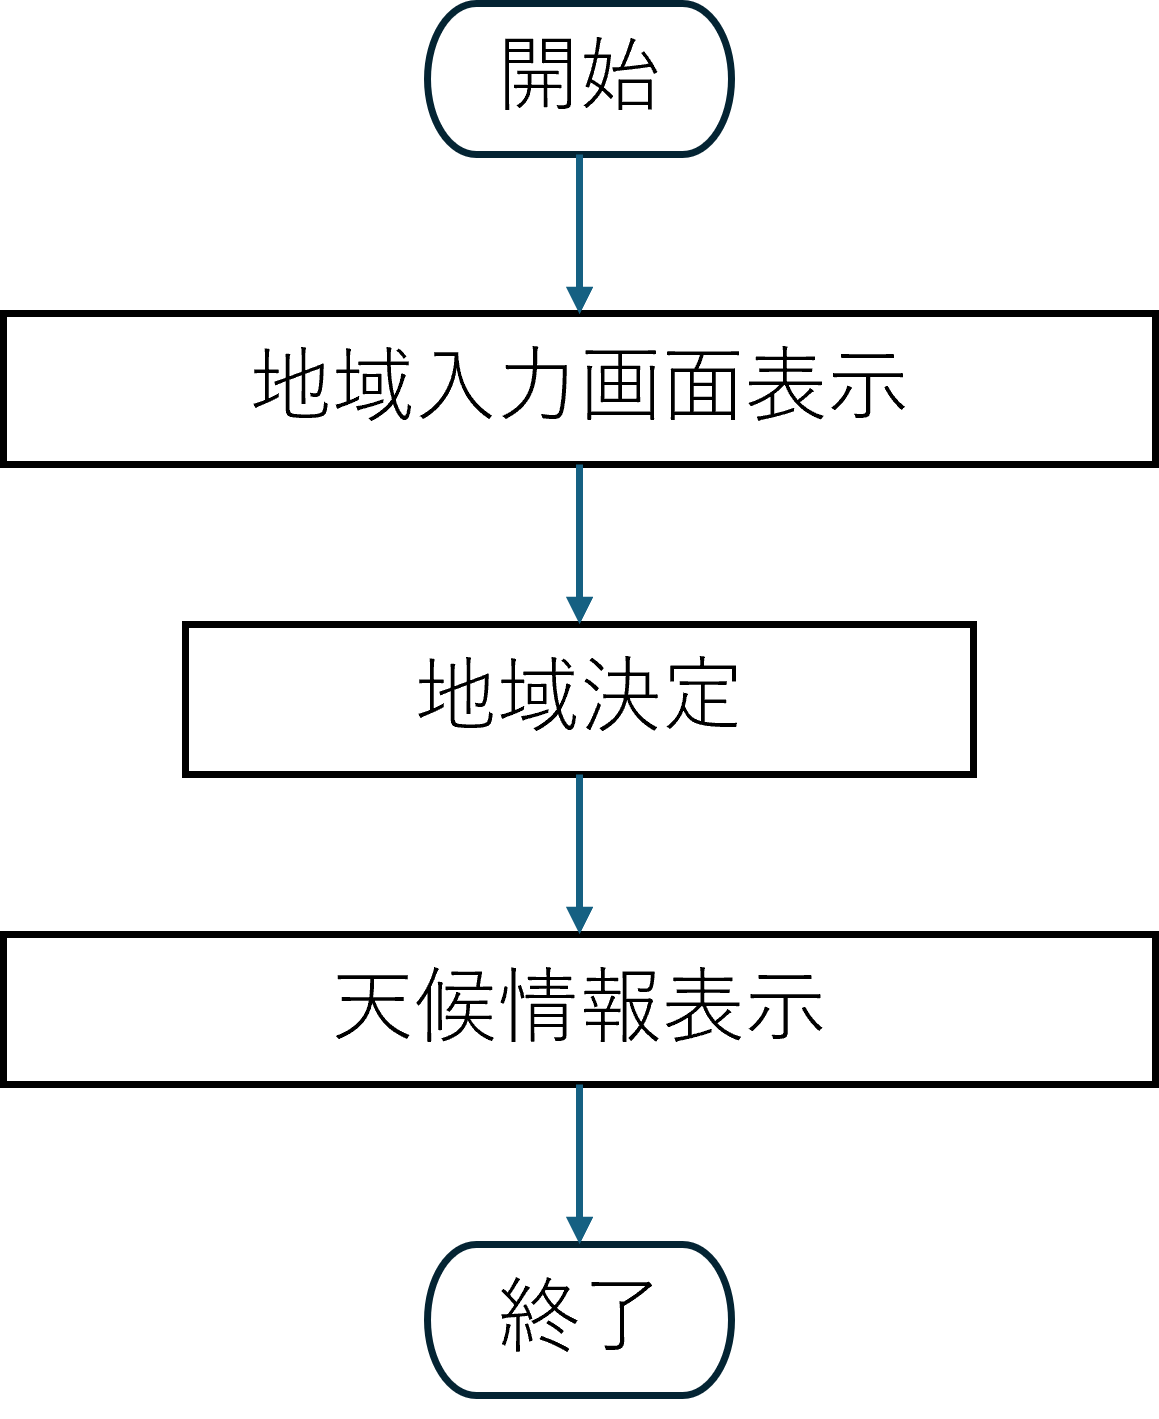 開始
地域入力画面表示
地域決定
天候情報表示
終了